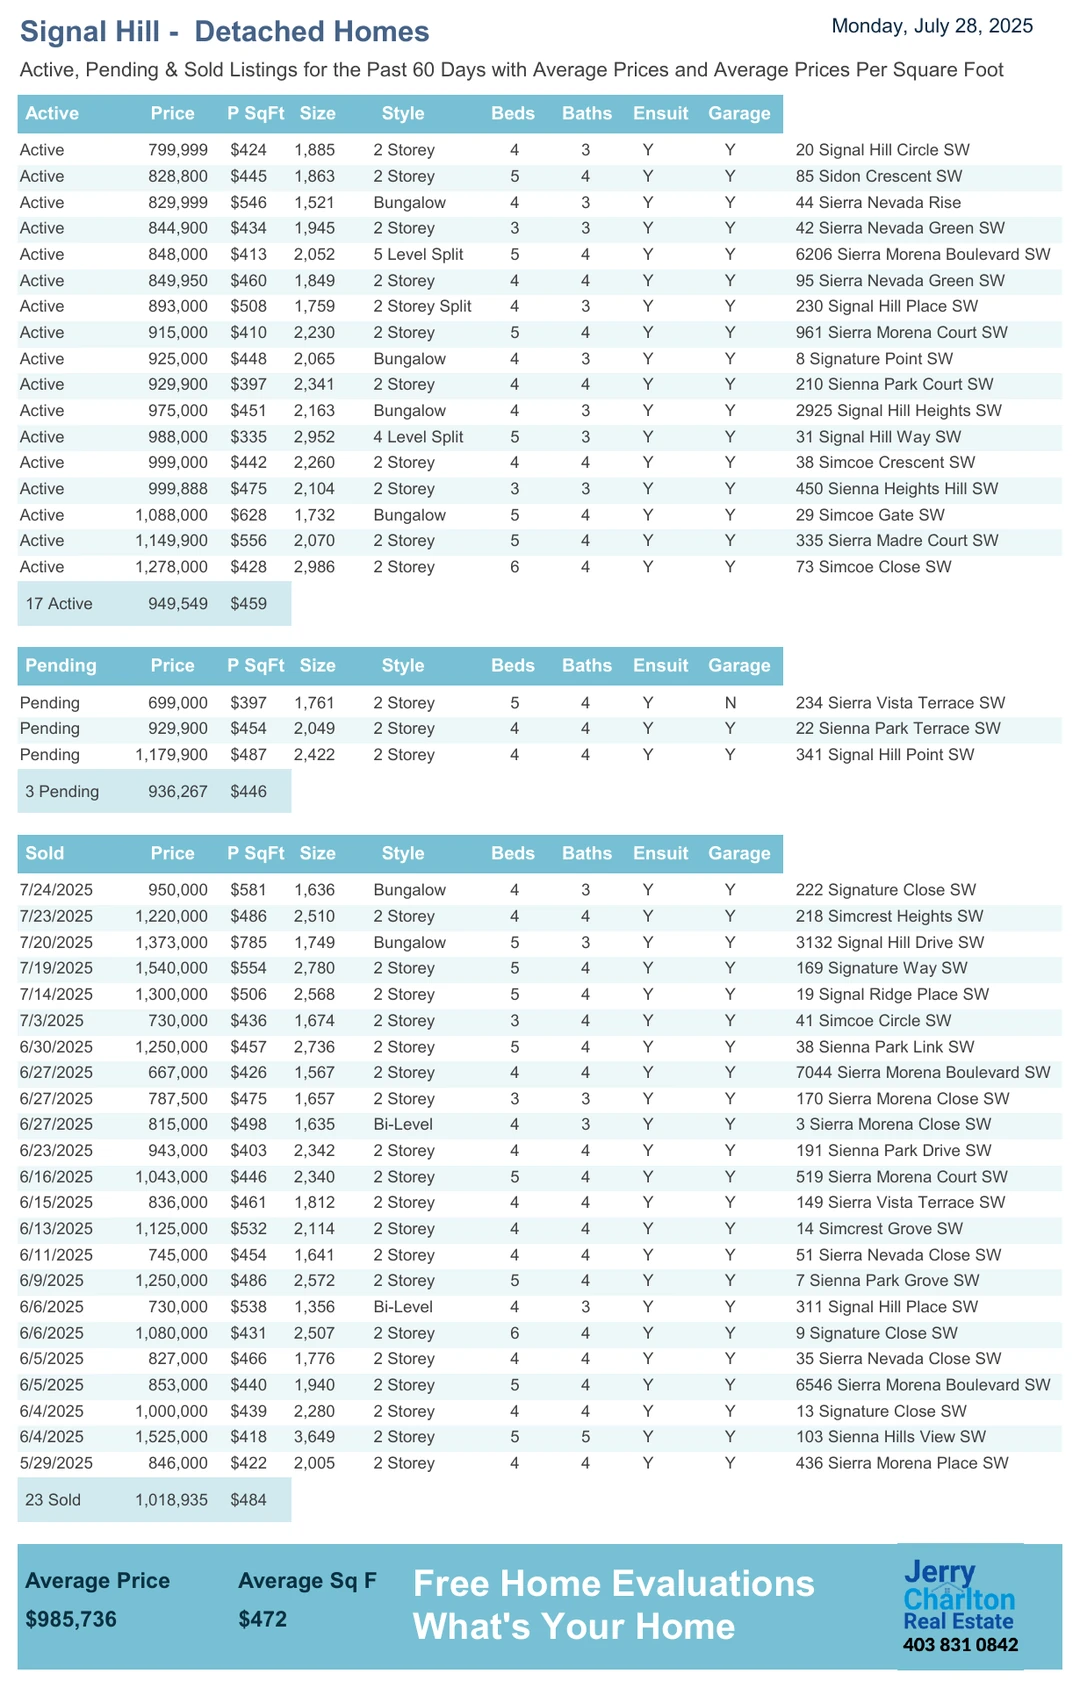 Signal Hill - Detached Homes
Monday, July 28, 2025
Active, Pending & Sold Listings for the Past 60 Days with Average Prices and Average Prices Per Square Foot
Active Price P SqFt Size Style Beds Baths Ensuit Garage
Active 799,999 $424 1,885 2 Storey 4 3 Y Y 20 Signal Hill Circle SW
Active 828,800 $445 1,863 2 Storey 5 4 Y Y 85 Sidon Crescent SW
Active 829,999 $546 1,521 Bungalow 4 3 Y Y 44 Sierra Nevada Rise
Active 844,900 $434 1,945 2 Storey 3 3 Y Y 42 Sierra Nevada Green SW
Active 848,000 $413 2,052 5 Level Split 5 4 Y Y 6206 Sierra Morena Boulevard SW
Active 849,950 $460 1,849 2 Storey 4 4 Y Y 95 Sierra Nevada Green SW
Active 893,000 $508 1,759 2 Storey Split 4 3 Y Y 230 Signal Hill Place SW
Active 915,000 $410 2,230 2 Storey 5 4 Y Y 961 Sierra Morena Court SW
Active 925,000 $448 2,065 Bungalow 4 3 Y Y 8 Signature Point SW
Active 929,900 $397 2,341 2 Storey 4 4 Y Y 210 Sienna Park Court SW
Active 975,000 $451 2,163 Bungalow 4 3 Y Y 2925 Signal Hill Heights SW
Active 988,000 $335 2,952 4 Level Split 5 3 Y Y 31 Signal Hill Way SW
Active 999,000 $442 2,260 2 Storey 4 4 Y Y 38 Simcoe Crescent SW
Active 999,888 $475 2,104 2 Storey 3 3 Y Y 450 Sienna Heights Hill SW
Active 1,088,000 $628 1,732 Bungalow 5 4 Y Y 29 Simcoe Gate SW
Active 1,149,900 $556 2,070 2 Storey 5 4 Y Y 335 Sierra Madre Court SW
Active 1,278,000 $428 2,986 2 Storey 6 4 Y Y 73 Simcoe Close SW
17 Active 949,549 $459
Pending Price P SqFt Size Style Beds Baths Ensuit Garage
Pending 699,000 $397 1,761 2 Storey 5 4 Y N 234 Sierra Vista Terrace SW
Pending 929,900 $454 2,049 2 Storey 4 4 Y Y 22 Sienna Park Terrace SW
Pending 1,179,900 $487 2,422 2 Storey 4 4 Y Y 341 Signal Hill Point SW
3 Pending 936,267 $446
Sold Price P SqFt Size Style Beds Baths Ensuit Garage
7/24/2025 950,000 $581 1,636 Bungalow 4 3 Y Y 222 Signature Close SW
7/23/2025 1,220,000 $486 2,510 2 Storey 4 4 Y Y 218 Simcrest Heights SW
7/20/2025 1,373,000 $785 1,749 Bungalow 5 3 Y Y 3132 Signal Hill Drive SW
7/19/2025 1,540,000 $554 2,780 2 Storey 5 4 Y Y 169 Signature Way SW
7/14/2025 1,300,000 $506 2,568 2 Storey 5 4 Y Y 19 Signal Ridge Place SW
7/3/2025 730,000 $436 1,674 2 Storey 3 4 Y Y 41 Simcoe Circle SW
6/30/2025 1,250,000 $457 2,736 2 Storey 5 4 Y Y 38 Sienna Park Link SW
6/27/2025 667,000 $426 1,567 2 Storey 4 4 Y Y 7044 Sierra Morena Boulevard SW
6/27/2025 787,500 $475 1,657 2 Storey 3 3 Y Y 170 Sierra Morena Close SW
6/27/2025 815,000 $498 1,635 Bi-Level 4 3 Y Y 3 Sierra Morena Close SW
6/23/2025 943,000 $403 2,342 2 Storey 4 4 Y Y 191 Sienna Park Drive SW
6/16/2025 1,043,000 $446 2,340 2 Storey 5 4 Y Y 519 Sierra Morena Court SW
6/15/2025 836,000 $461 1,812 2 Storey 4 4 Y Y 149 Sierra Vista Terrace SW
6/13/2025 1,125,000 $532 2,114 2 Storey 4 4 Y Y 14 Simcrest Grove SW
6/11/2025 745,000 $454 1,641 2 Storey 4 4 Y Y 51 Sierra Nevada Close SW
6/9/2025 1,250,000 $486 2,572 2 Storey 5 4 Y Y 7 Sienna Park Grove SW
6/6/2025 730,000 $538 1,356 Bi-Level 4 3 Y Y 311 Signal Hill Place SW
6/6/2025 1,080,000 $431 2,507 2 Storey 6 4 Y Y 9 Signature Close SW
6/5/2025 827,000 $466 1,776 2 Storey 4 4 Y Y 35 Sierra Nevada Close SW
6/5/2025 853,000 $440 1,940 2 Storey 5 4 Y Y 6546 Sierra Morena Boulevard SW
6/4/2025 1,000,000 $439 2,280 2 Storey 4 4 Y Y 13 Signature Close SW
6/4/2025 1,525,000 $418 3,649 2 Storey 5 5 Y Y 103 Sienna Hills View SW
5/29/2025 846,000 $422 2,005 2 Storey 4 4 Y Y 436 Sierra Morena Place SW
23 Sold 1,018,935 $484
Average Price Average Sq F
$985,736 $472
Free Home Evaluations
What's Your Home
Jerry
Charlton
Real Estate
403 831 0842